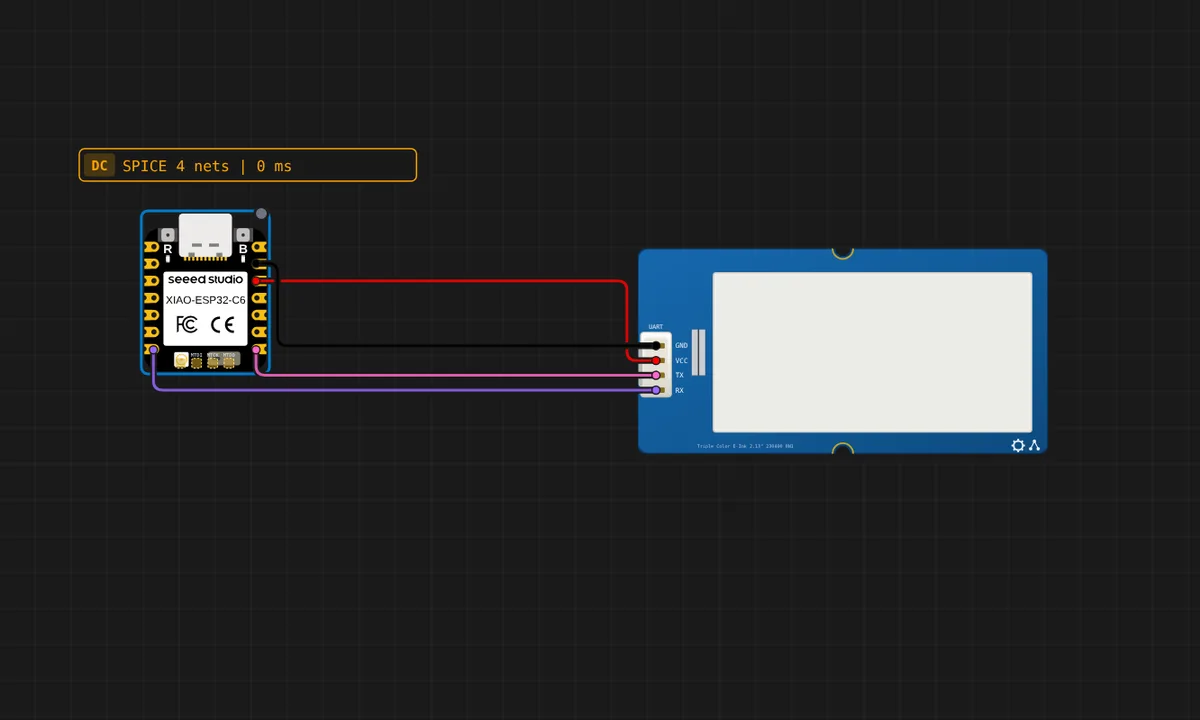 DC SPICE 4 nets | 0 ms
R
B
seeed studio
XIAO-ESP32-C6
FC CE
UART
GND
VCC
TX
RX